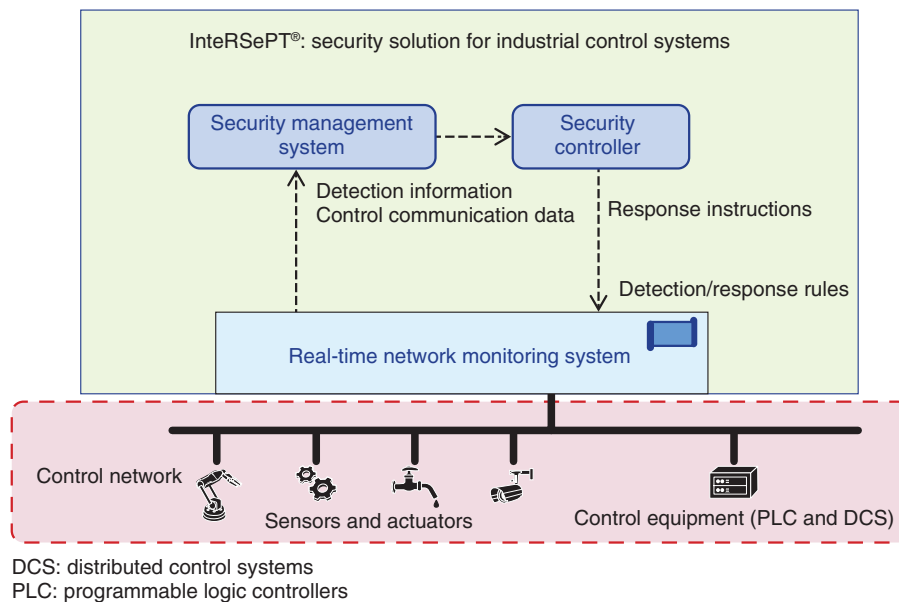 InteRSePT®: security solution for industrial control systems
Security management
system
Security
controller
Detection information
Control communication data
Response instructions
Detection/response rules
Real-time network monitoring system
Control network
Sensors and actuators
Control equipment (PLC and DCS)
DCS: distributed control systems
PLC: programmable logic controllers